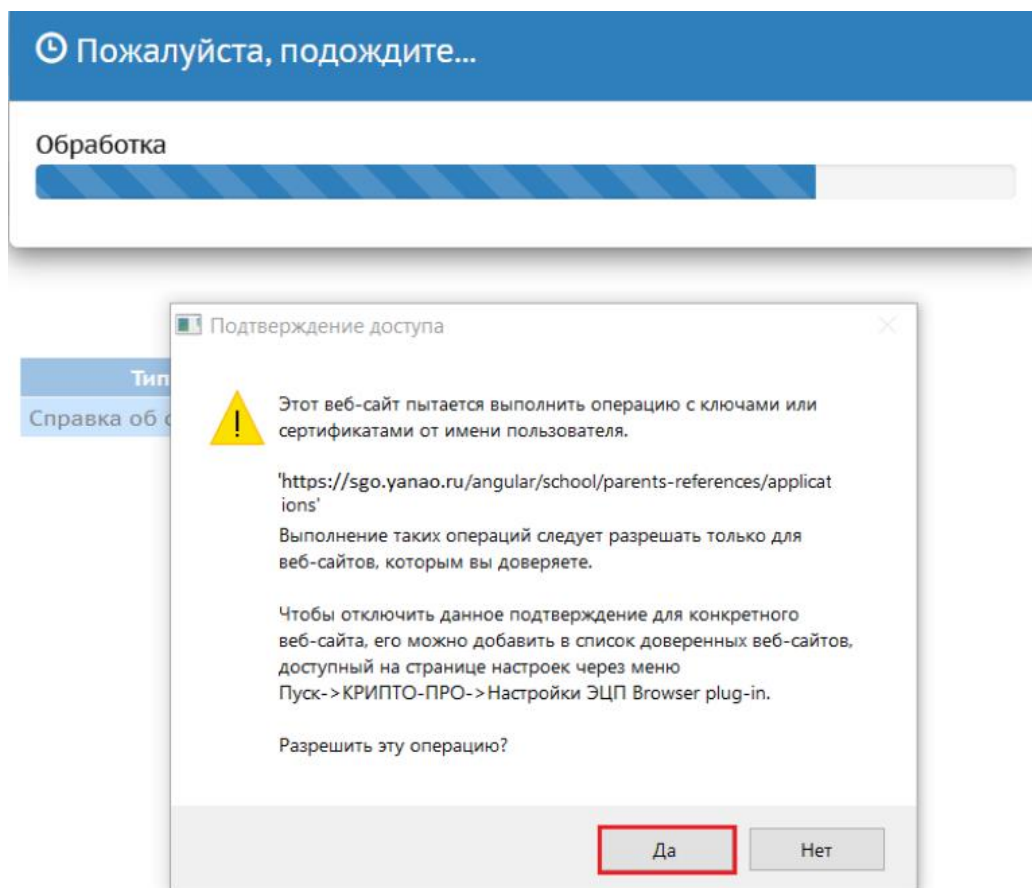 Пожалуйста, подождите...
Обработка
Подтверждение доступа
Тип
Справка об
Этот веб-сайт пытается выполнить операцию с ключами или
сертификатами от имени пользователя.
'https://sgo.yanao.ru/angular/school/parents-references/applicat
ions'
Выполнение таких операций следует разрешать только для
веб-сайтов, которым вы доверяете.
Чтобы отключить данное подтверждение для конкретного
веб-сайта, его можно добавить в список доверенных веб-сайтов,
доступный на странице настроек через меню
Пуск->КРИПТО-ПРО->Настройки ЭЦП Browser plug-in.
Разрешить эту операцию?
Да
Нет